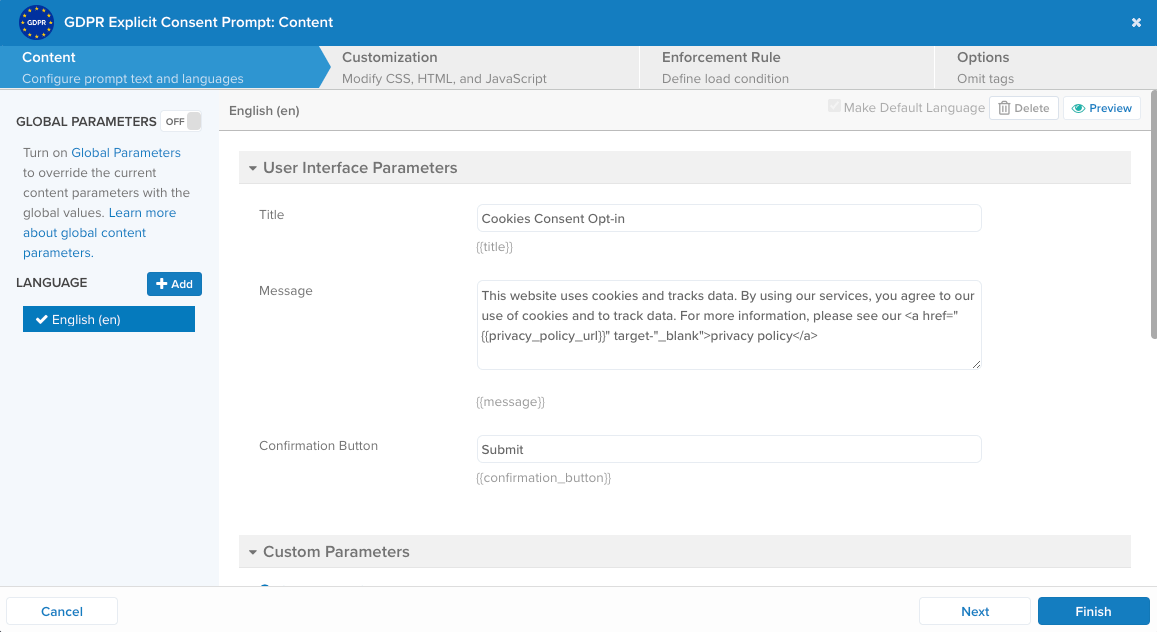 GDPR
GDPR Explicit Consent Prompt: Content
Content
Configure prompt text and languages
Customization
Modify CSS, HTML, and JavaScript
Enforcement Rule
Define load condition
Options
Omit tags
GLOBAL PARAMETERS OFF
Turn on Global Parameters
to override the current
content parameters with the
global values. Learn more
about global content
parameters.
LANGUAGE
Add
English (en)
English (en)
Make Default Language
Delete
Preview
User Interface Parameters
Title
Cookies Consent Opt-in
{{title}}
Message
This website uses cookies and tracks data. By using our services, you agree to our
use of cookies and to track data. For more information, please see our <a href="
{{privacy_policy_url}}" target-"_blank">privacy policy</a>
{{message}}
Confirmation Button
Submit
{{confirmation_button}}
Custom Parameters
Cancel
Next
Finish